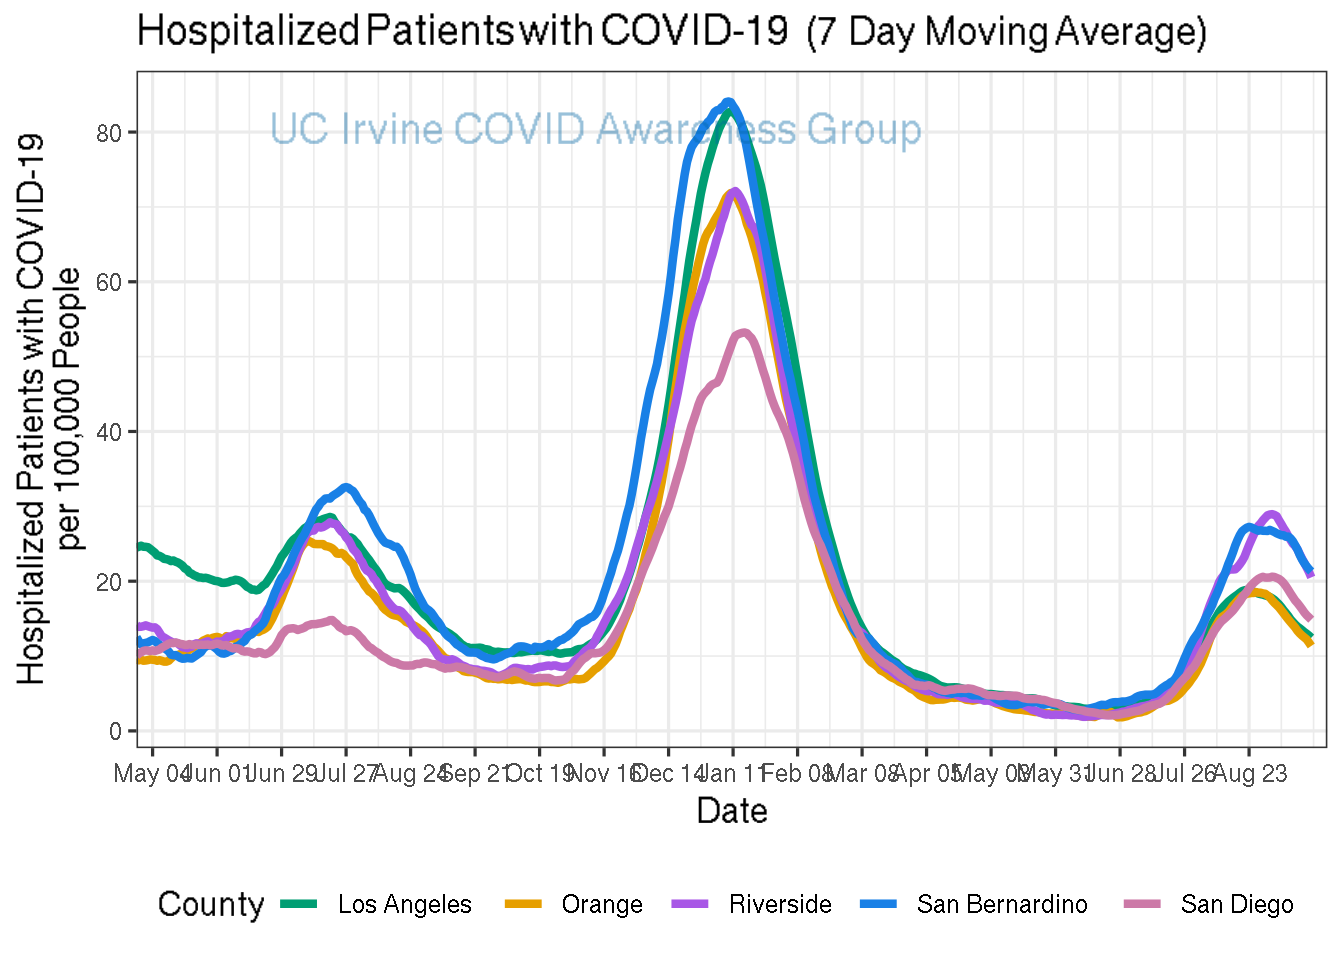 Hospitalized Patients with COVID-19 (7 Day Moving Average)
UC Irvine COVID Awareness Group
Hospitalized Patients with COVID-19
per 100,000 People
80
60
40
20
0
May 04 Jun 01 Jun 29 Jul 27 Aug 24 Sep 21 Oct 19 Nov 16 Dec 14 Jan 11 Feb 08 Mar 08 Apr 05 May 03 May 31 Jun 28 Jul 26 Aug 23
Date
County Los Angeles Orange Riverside San Bernardino San Diego